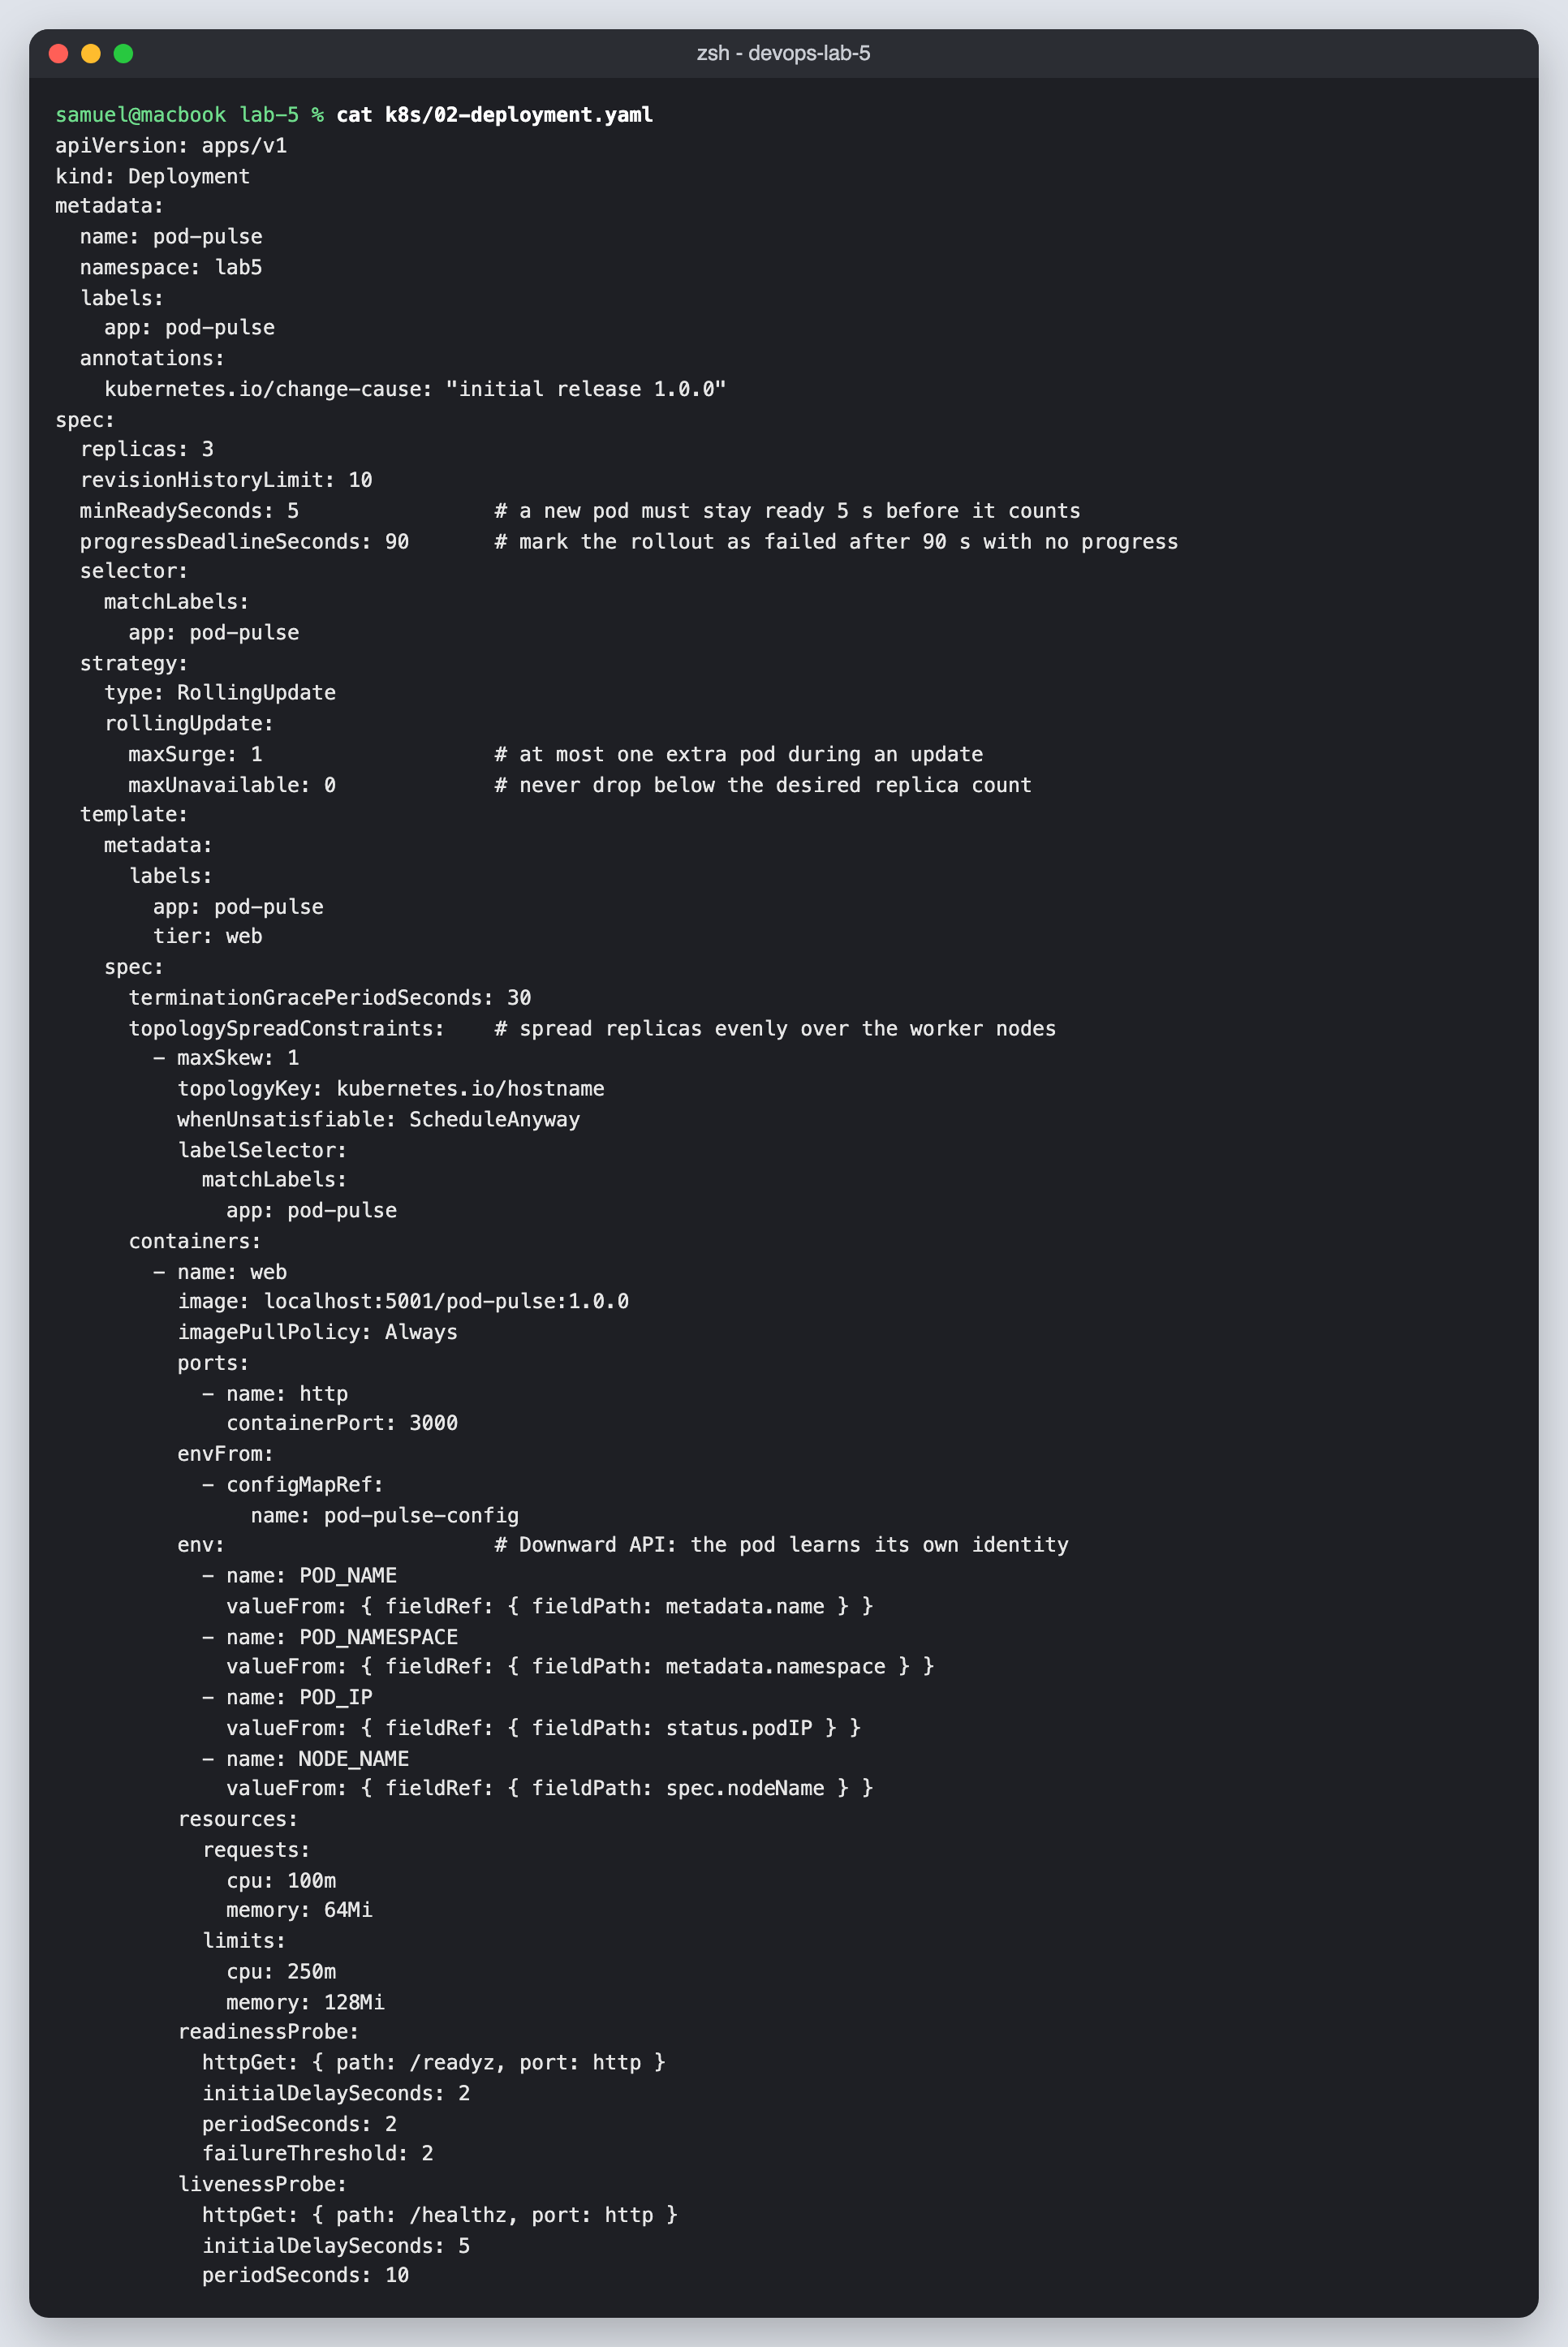 zsh - devops-lab-5
samuel@macbook lab-5 % cat k8s/02-deployment.yaml
apiVersion: apps/v1
kind: Deployment
metadata:
  name: pod-pulse
  namespace: lab5
  labels:
    app: pod-pulse
  annotations:
    kubernetes.io/change-cause: "initial release 1.0.0"
spec:
  replicas: 3
  revisionHistoryLimit: 10
  minReadySeconds: 5                # a new pod must stay ready 5 s before it counts
  progressDeadlineSeconds: 90       # mark the rollout as failed after 90 s with no progress
  selector:
    matchLabels:
      app: pod-pulse
  strategy:
    type: RollingUpdate
    rollingUpdate:
      maxSurge: 1                   # at most one extra pod during an update
      maxUnavailable: 0             # never drop below the desired replica count
  template:
    metadata:
      labels:
        app: pod-pulse
        tier: web
    spec:
      terminationGracePeriodSeconds: 30
      topologySpreadConstraints:    # spread replicas evenly over the worker nodes
        - maxSkew: 1
          topologyKey: kubernetes.io/hostname
          whenUnsatisfiable: ScheduleAnyway
          labelSelector:
            matchLabels:
              app: pod-pulse
      containers:
        - name: web
          image: localhost:5001/pod-pulse:1.0.0
          imagePullPolicy: Always
          ports:
            - name: http
              containerPort: 3000
          envFrom:
            - configMapRef:
                name: pod-pulse-config
          env:                      # Downward API: the pod learns its own identity
            - name: POD_NAME
              valueFrom: { fieldRef: { fieldPath: metadata.name } }
            - name: POD_NAMESPACE
              valueFrom: { fieldRef: { fieldPath: metadata.namespace } }
            - name: POD_IP
              valueFrom: { fieldRef: { fieldPath: status.podIP } }
            - name: NODE_NAME
              valueFrom: { fieldRef: { fieldPath: spec.nodeName } }
          resources:
            requests:
              cpu: 100m
              memory: 64Mi
            limits:
              cpu: 250m
              memory: 128Mi
          readinessProbe:
            httpGet: { path: /readyz, port: http }
            initialDelaySeconds: 2
            periodSeconds: 2
            failureThreshold: 2
          livenessProbe:
            httpGet: { path: /healthz, port: http }
            initialDelaySeconds: 5
            periodSeconds: 10